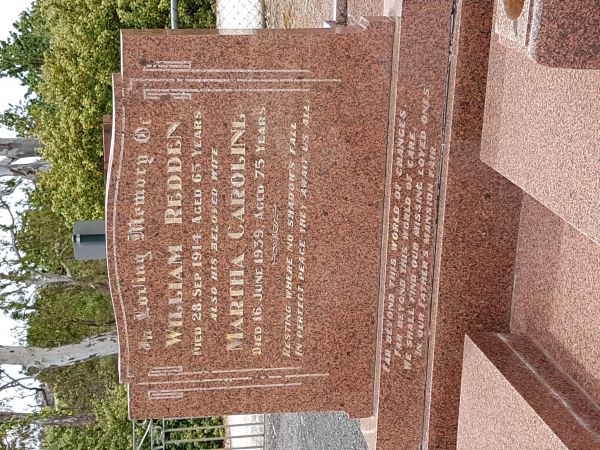 In Loving Memory Of
WILLIAM REDDEN
DIED 28 SEP. 1914 AGED 65 YEARS.
ALSO HIS BELOVED WIFE
MARTHA CAROLINE
DIED 16 JUNE 1939 AGED 75 YEARS.
RESTING WHERE NO SHADOWS FALL
IN PERFECT PEACE THEY AWAIT US ALL
FAR BEYOND THIS WORLD OF CHANGES,
FAR BEYOND THIS WORLD OF CARE,
WE SHALL FIND OUR MISSING LOVED ONES
IN OUR FATHER'S MANSION FAIR.